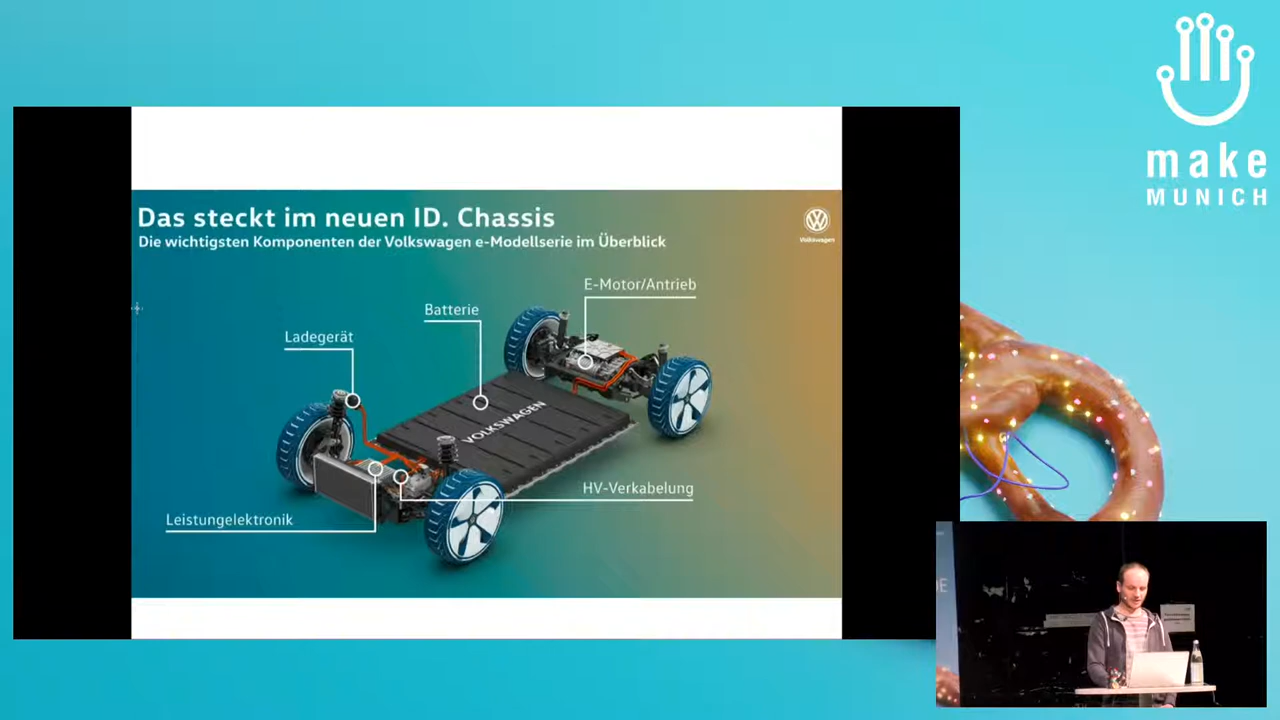 make
MUNICH
Das steckt im neuen ID. Chassis
Die wichtigsten Komponenten der Volkswagen e-Modellserie im Überblick
Volkswagen
E-Motor/Antrieb
Batterie
Ladegerät
VOLKSWAGEN
HV-Verkabelung
Leistungelektronik